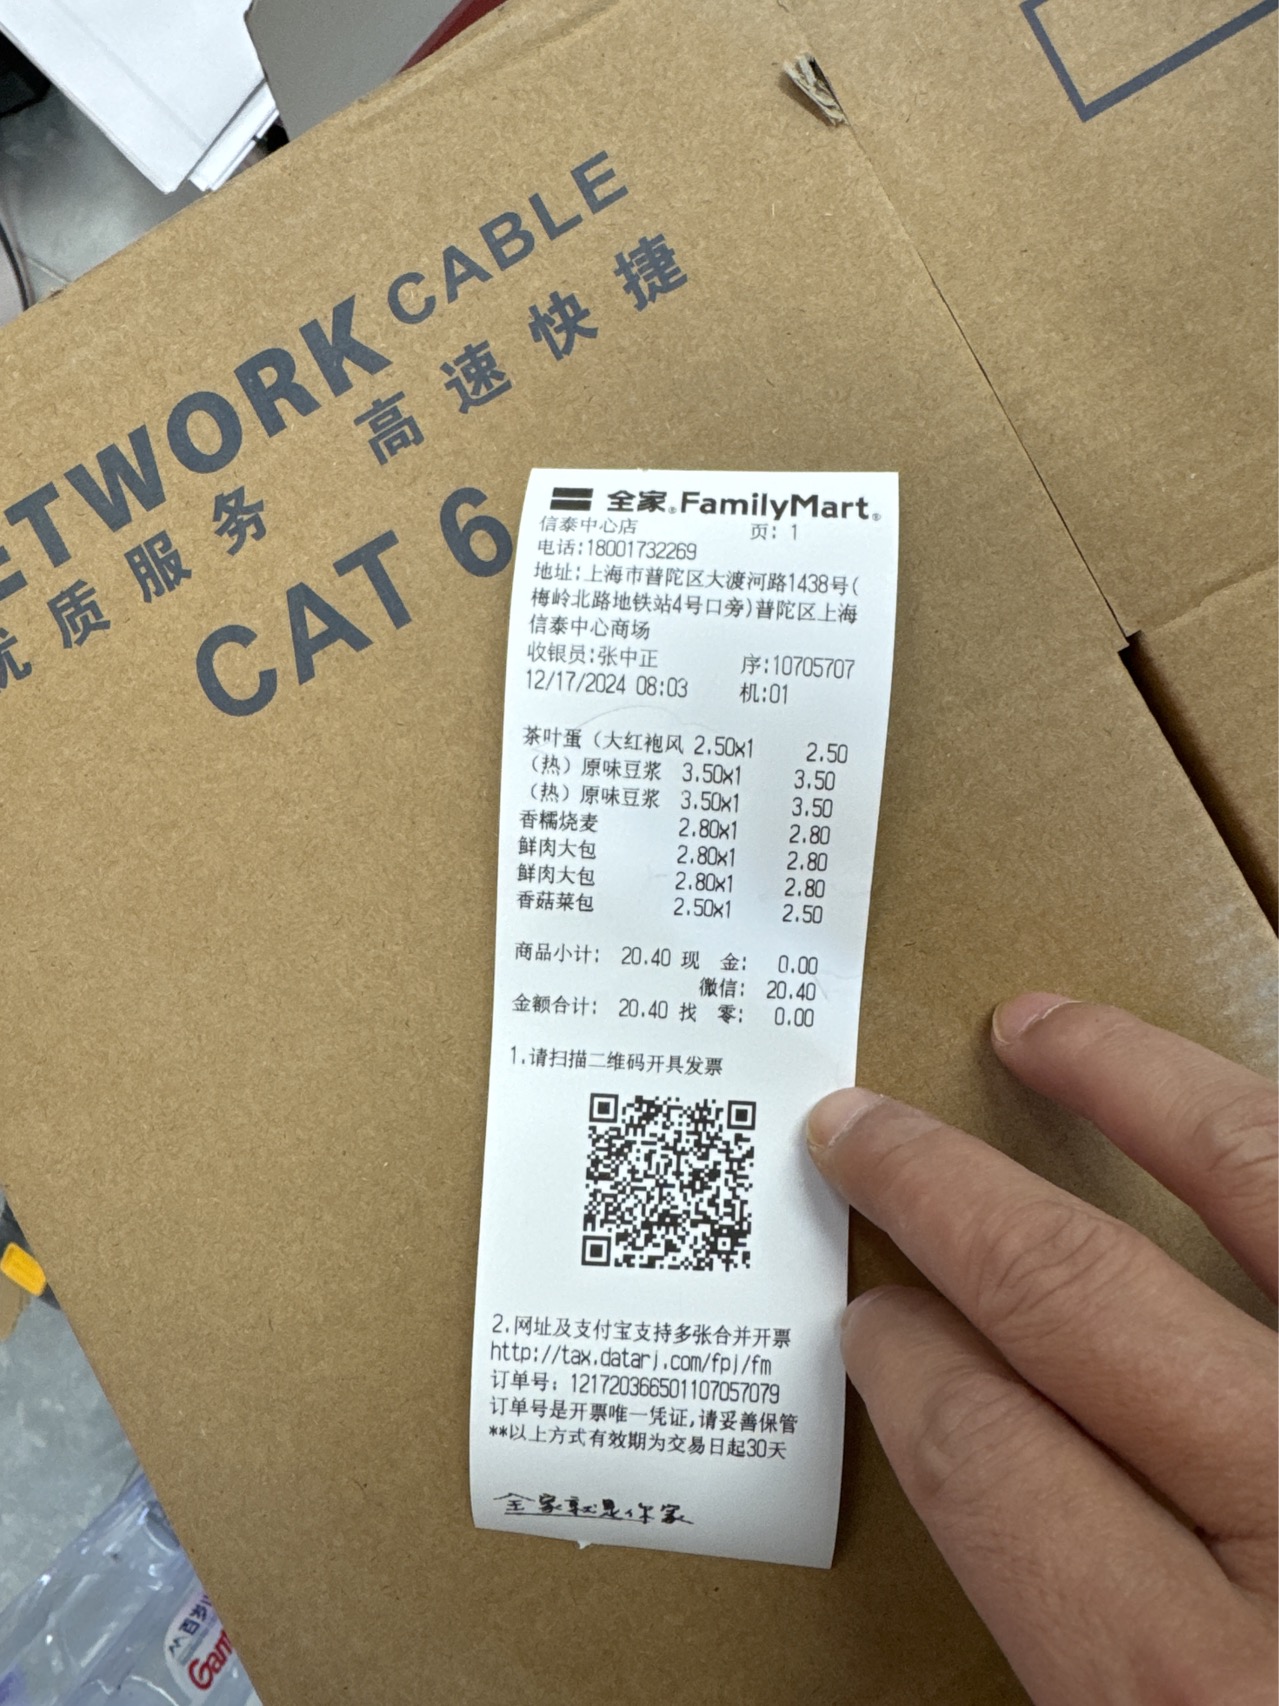 NETWORK CABLE
优质服务 高速快捷
CAT 6
全家 FamilyMart
信泰中心店 页: 1
电话:18001732269
地址:上海市普陀区大渡河路1438号(
梅岭北路地铁站4号口旁)普陀区上海
信泰中心商场
收银员:张中正 序:10705707
12/17/2024 08:03 机:01
茶叶蛋（大红袍风 2.50x1 2.50
（热）原味豆浆 3.50x1 3.50
（热）原味豆浆 3.50x1 3.50
香糯烧麦 2.80x1 2.80
鲜肉大包 2.80x1 2.80
鲜肉大包 2.80x1 2.80
香菇菜包 2.50x1 2.50
商品小计: 20.40 现 金: 0.00
微信: 20.40
金额合计: 20.40 找 零: 0.00
1.请扫描二维码开具发票
2.网址及支付宝支持多张合并开票
http://tax.datarj.com/fpj/fm
订单号: 121720366501107057079
订单号是开票唯一凭证,请妥善保管
**以上方式有效期为交易日起30天
全家就是你家